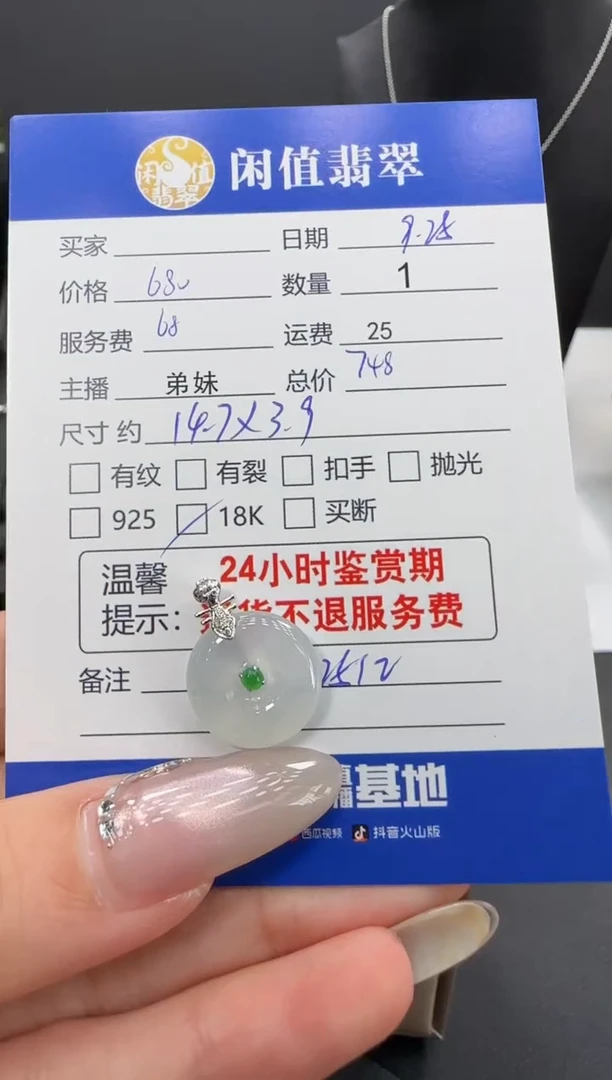 闲值翡翠
闲值翡翠
买家 日期 9.25
价格 680 数量 1
服务费 68 运费 25
主播 弟妹 总价 748
尺寸约 14.7X3.9
有纹 有裂 扣手 抛光
925 18K 买断
温馨提示: 24小时鉴赏期
货不退服务费
备注 2512
播基地
西瓜视频 抖音火山版